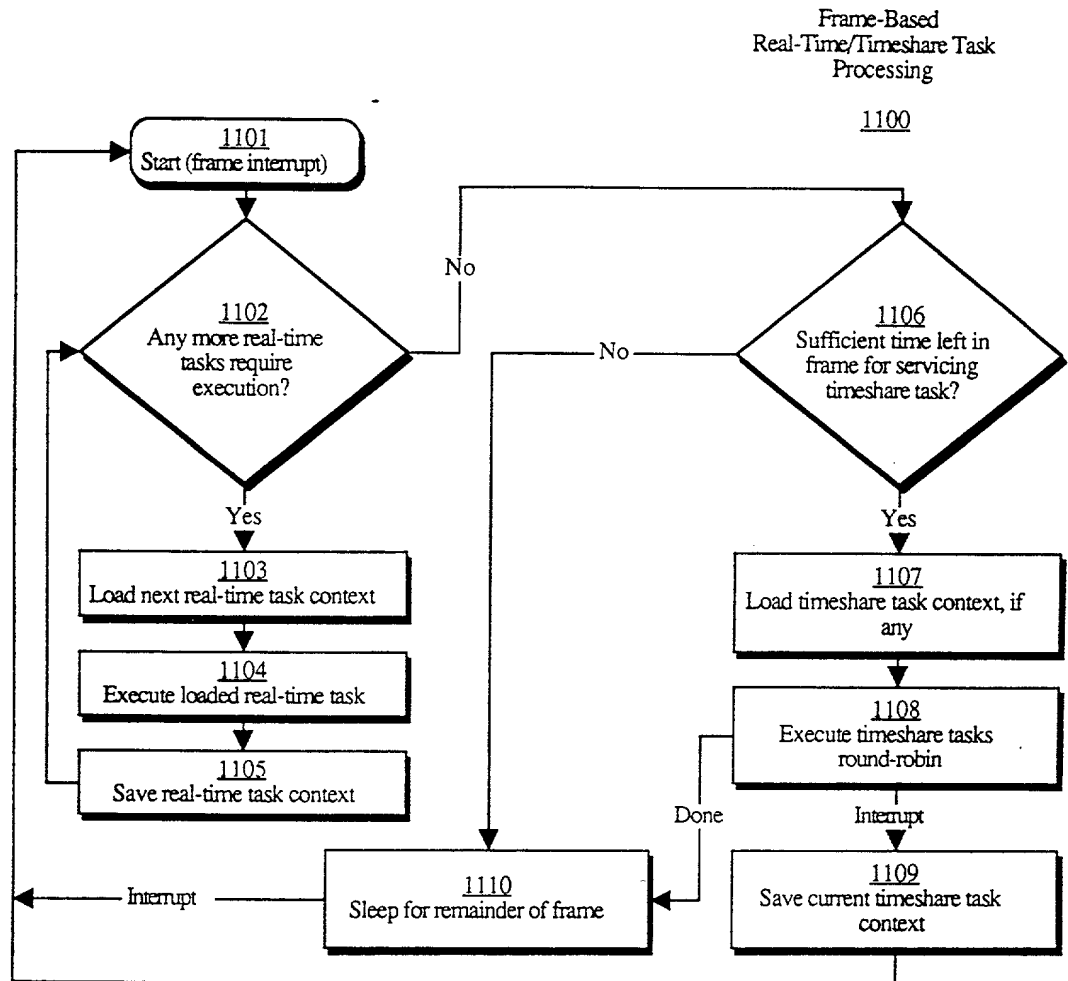 Frame-Based
Real-Time/Timeshare Task
Processing
1100
1101
Start (frame interrupt)
1102
Any more real-time
tasks require
execution?
No
Yes
1103
Load next real-time task context
1104
Execute loaded real-time task
1105
Save real-time task context
1106
Sufficient time left in
frame for servicing
timeshare task?
No
Yes
1107
Load timeshare task context, if
any
1108
Execute timeshare tasks
round-robin
Done
Interrupt
1109
Save current timeshare task
context
1110
Sleep for remainder of frame
Interrupt